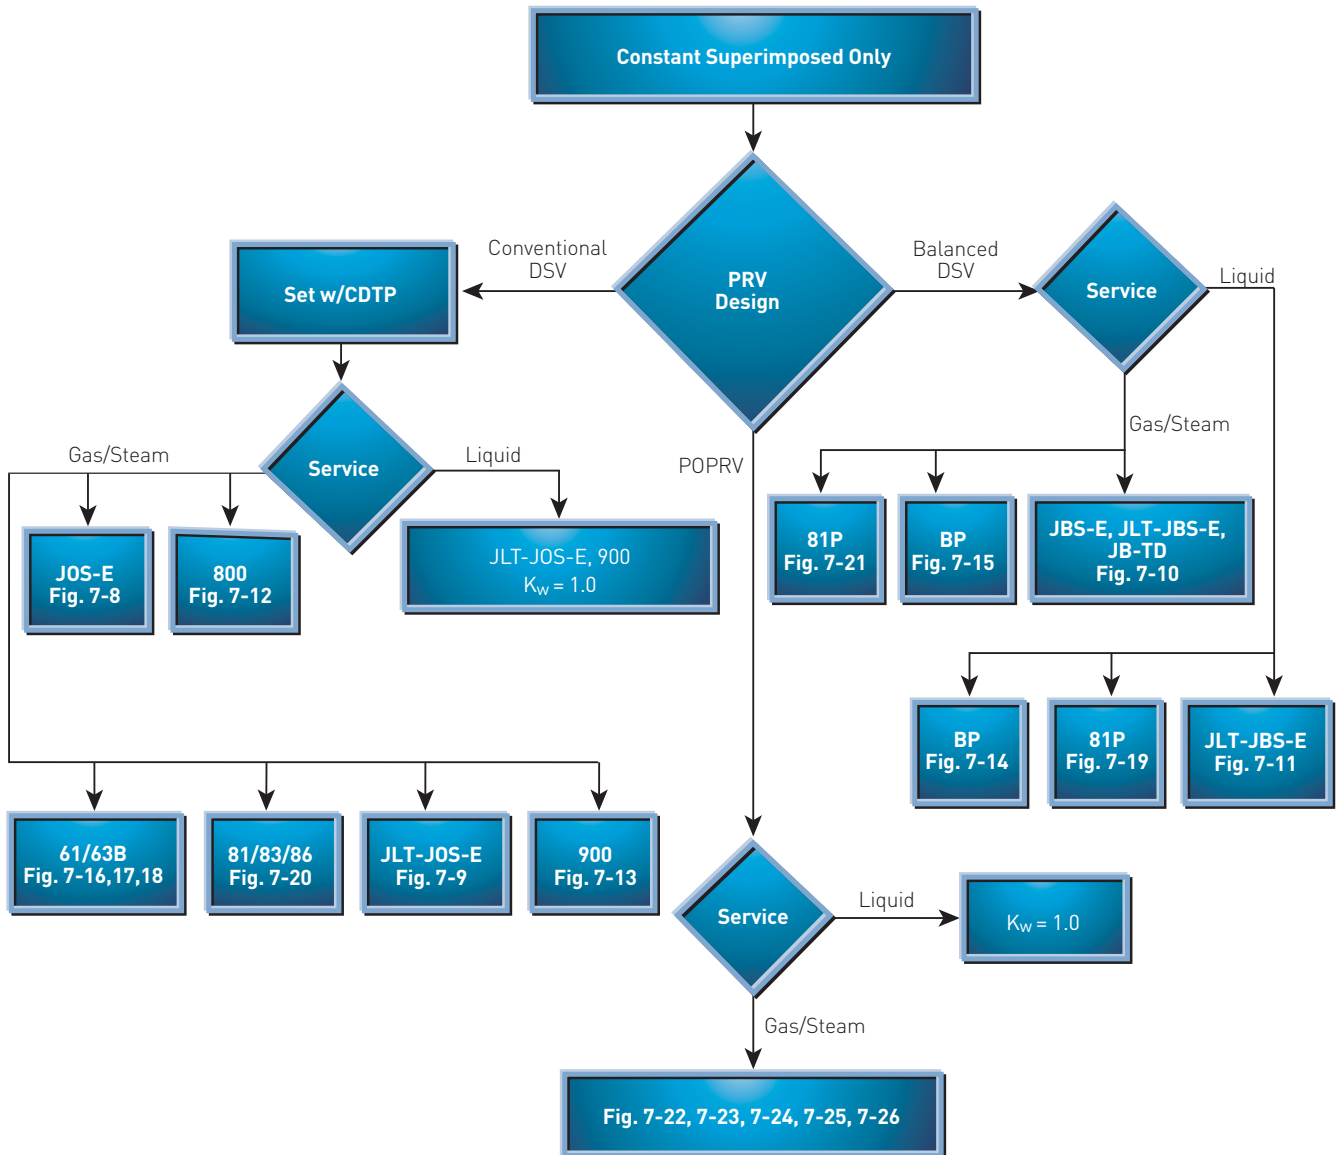 Constant Superimposed Only
Conventional
DSV
Balanced
DSV
PRV
Design
Set w/CDTP
Service
Liquid
Gas/Steam
Service
Liquid
Gas/Steam
POPRV
JOS-E
Fig. 7-8
800
Fig. 7-12
JLT-JOS-E, 900
Kw = 1.0
81P
Fig. 7-21
BP
Fig. 7-15
JBS-E, JLT-JBS-E,
JB-TD
Fig. 7-10
BP
Fig. 7-14
81P
Fig. 7-19
JLT-JBS-E
Fig. 7-11
61/63B
Fig. 7-16,17,18
81/83/86
Fig. 7-20
JLT-JOS-E
Fig. 7-9
900
Fig. 7-13
Service
Liquid
Kw = 1.0
Gas/Steam
Fig. 7-22, 7-23, 7-24, 7-25, 7-26